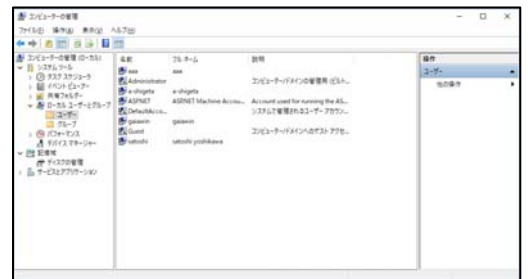 コンピューターの管理
ファイル(F) 操作(A) 表示(V) ヘルプ(H)
コンピューターの管理 (ローカル)
システム ツール
タスク スケジューラ
イベント ビューアー
共有フォルダー
ローカル ユーザーとグループ
ユーザー
グループ
パフォーマンス
デバイス マネージャー
記憶域
ディスクの管理
サービスとアプリケーション
名前 フル ネーム 説明
aaa aaa
Administrator コンピューター/ドメインの管理用 (ビルト...
a-shigeta a-shigeta
ASPNET ASP.NET Machine Accou... Account used for running the AS...
DefaultAcco... システムで管理されるユーザー アカウン...
gaiawin gaiawin
Guest コンピューター/ドメインへのゲスト アクセ...
satoshi satoshi yoshikawa
操作
ユーザー
他の操作